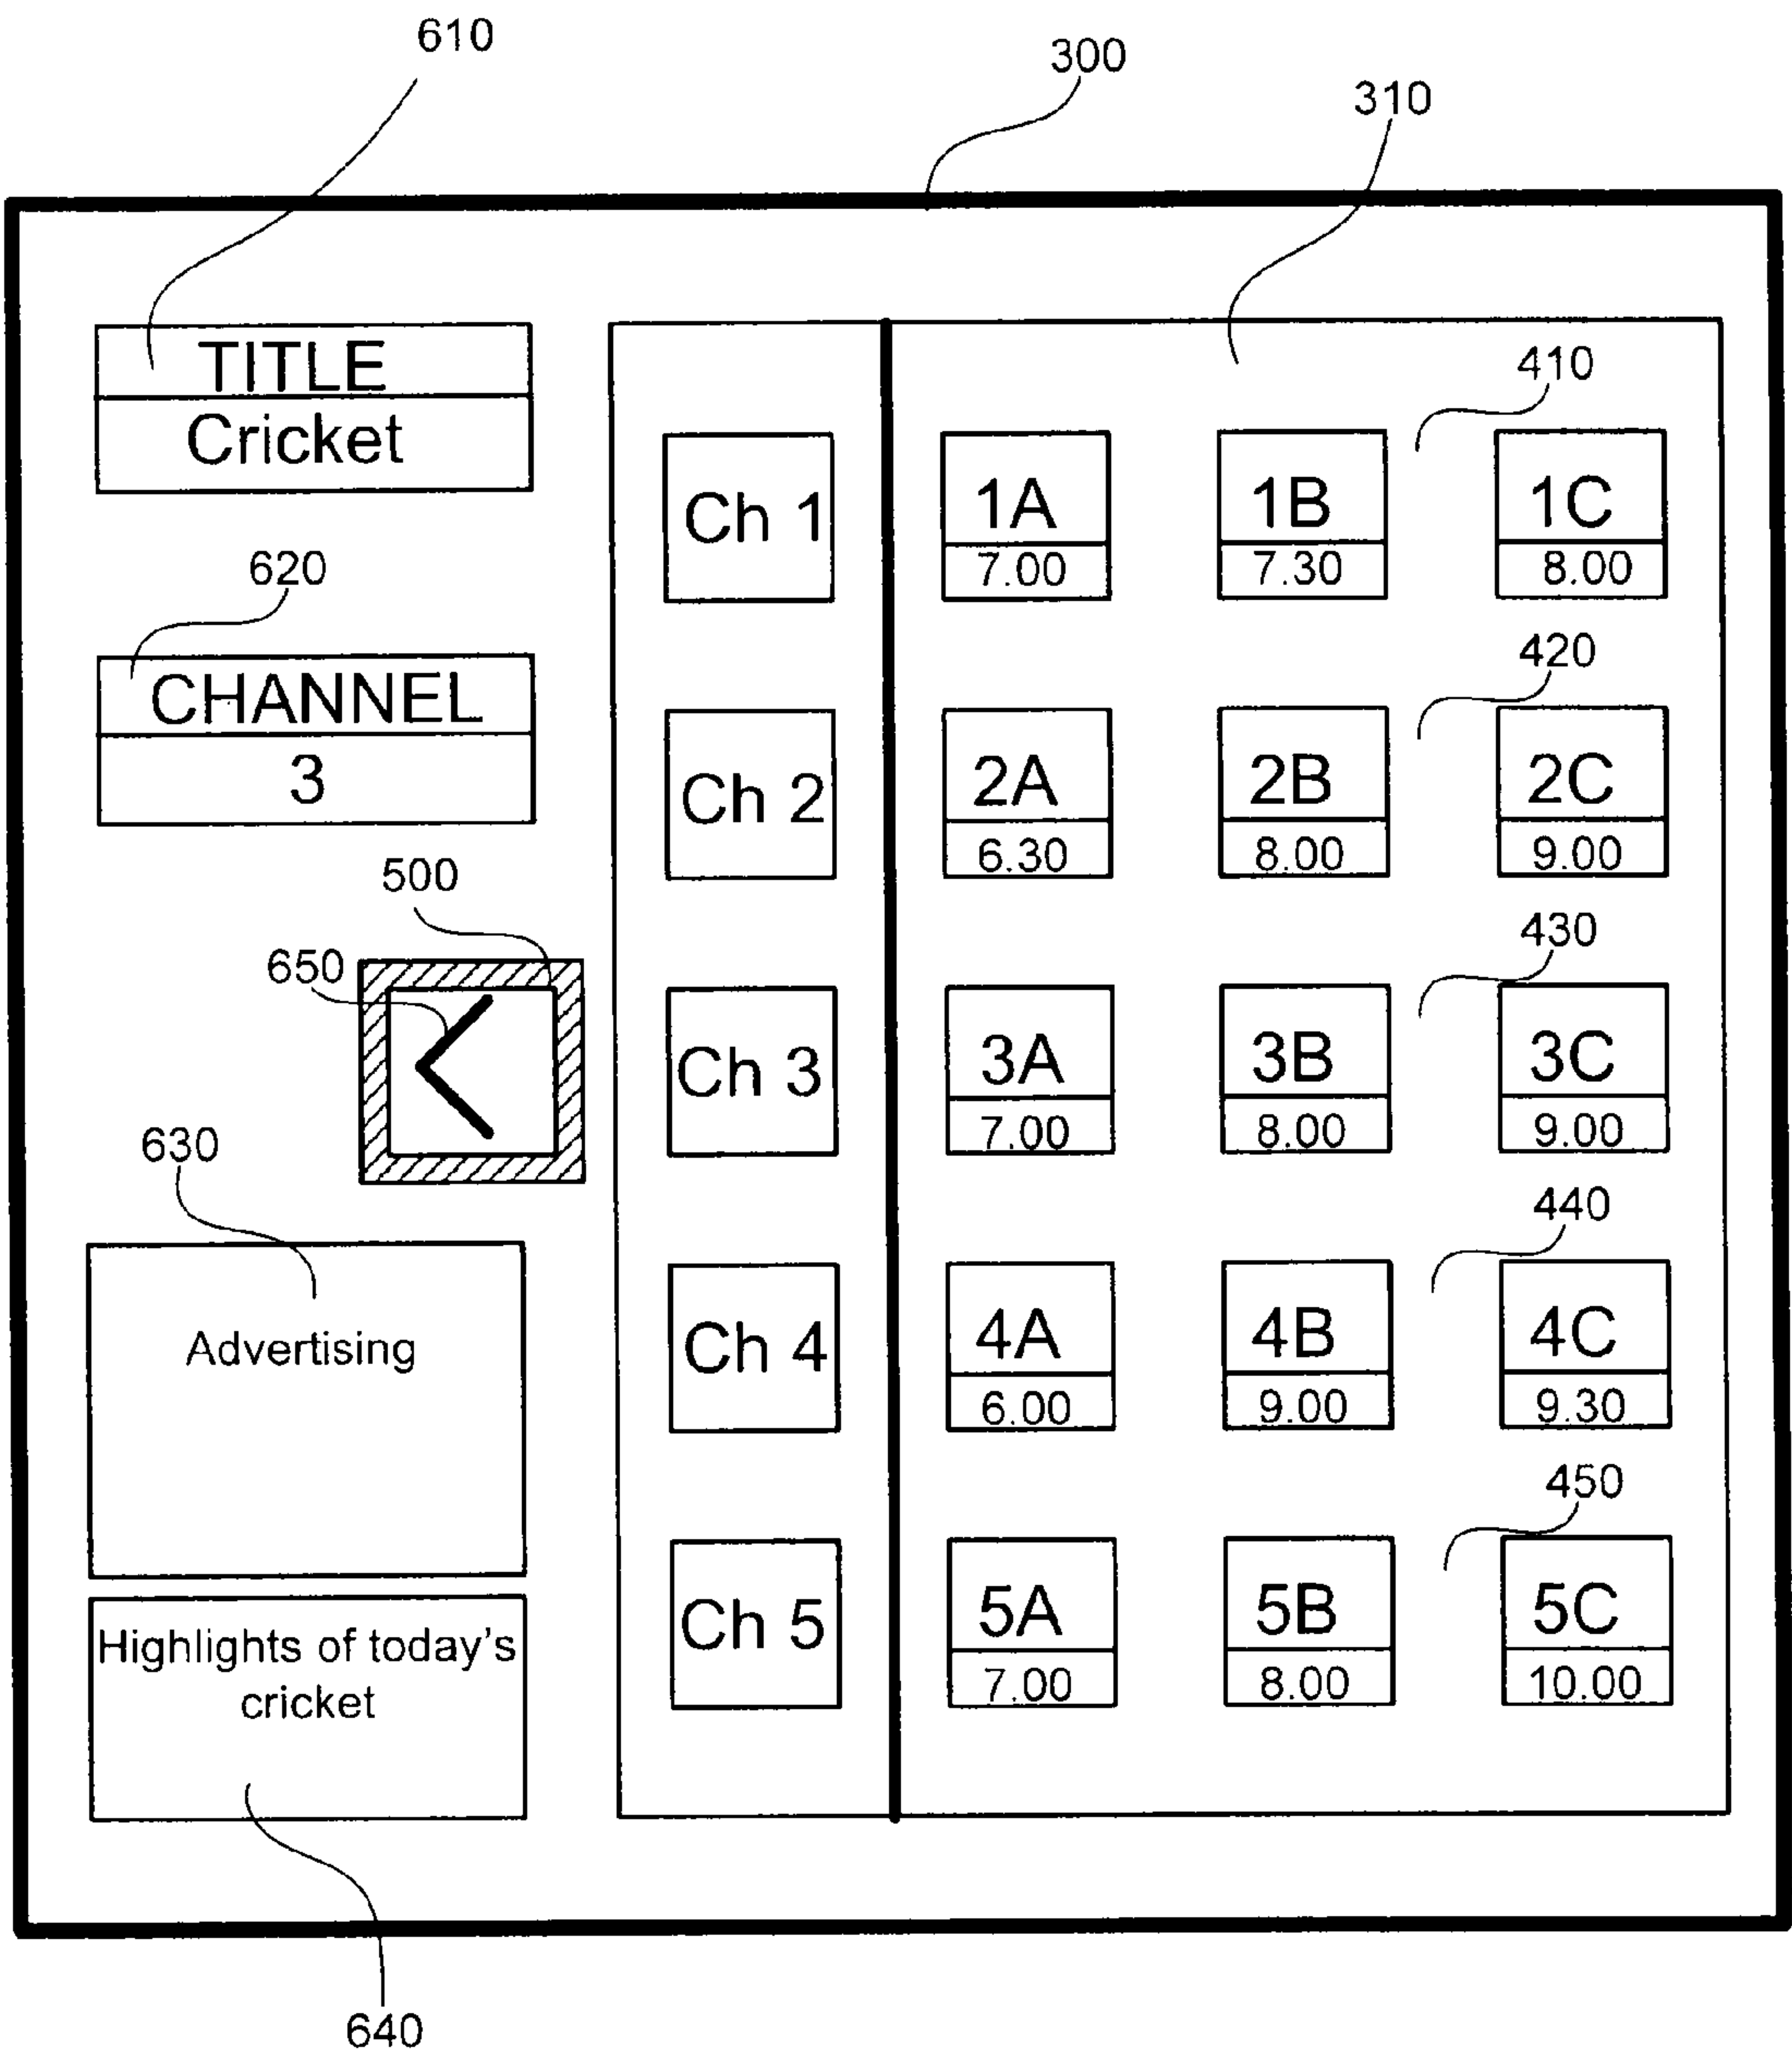 610
300
310
TITLE
Cricket
620
CHANNEL
3
500
650
630
Advertising
Highlights of today's
cricket
640
Ch 1
Ch 2
Ch 3
Ch 4
Ch 5
410
1A
7.00
1B
7.30
1C
8.00
420
2A
6.30
2B
8.00
2C
9.00
430
3A
7.00
3B
8.00
3C
9.00
440
4A
6.00
4B
9.00
4C
9.30
450
5A
7.00
5B
8.00
5C
10.00